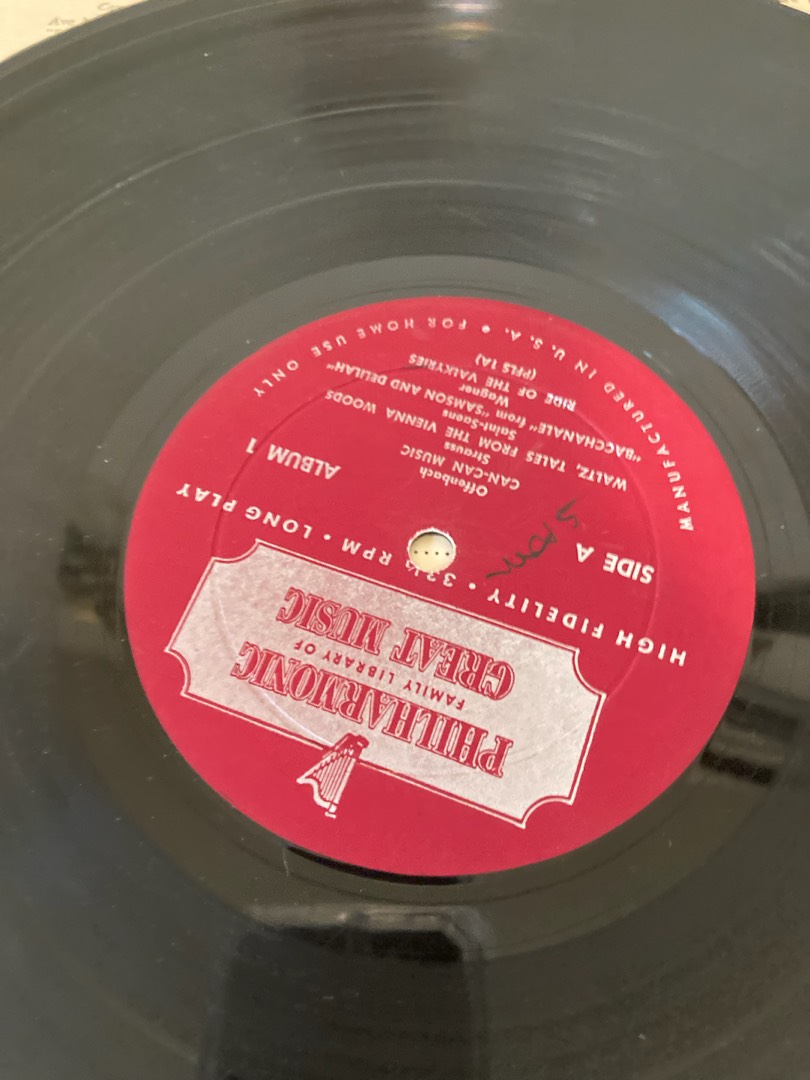 PHILHARMONIC
FAMILY LIBRARY OF
GREAT MUSIC
HIGH FIDELITY • 33⅓ RPM • LONG PLAY
SIDE A
ALBUM 1
Offenbach
CAN-CAN MUSIC
Strauss
WALTZ, TALES FROM THE VIENNA WOODS
Saint-Saens
"BACCHANALE" from "SAMSON AND DELILAH"
Wagner
RIDE OF THE VALKYRIES
(PLS 1A)
MANUFACTURED IN U. S. A. • FOR HOME USE ONLY